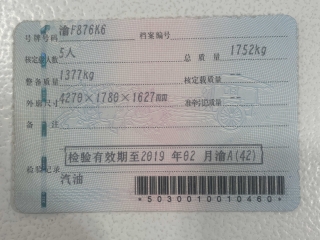 号牌号码 渝F876K6 档案编号
核定载人数 5人 总质量 1752kg
整备质量 1377kg 核定载质量 --
外廓尺寸 4270×1780×1627mm 准牵引总质量 --
备注
检验有效期至2019 年02 月渝A(42)
检验记录
汽油
*5030010010460*